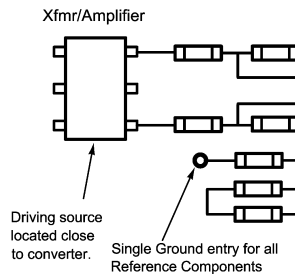 Xfmr/Amplifier
Driving source
located close
to converter.
Single Ground entry for all
Reference Components